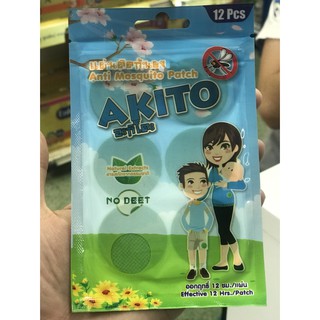 12 Pcs
แผ่นติดกันยุง
Anti Mosquito Patch
AKITO
อะกิโตะ
NO DEET
ออกฤทธิ์ 12 ชม./แผ่น
Effective 12 Hrs./Patch